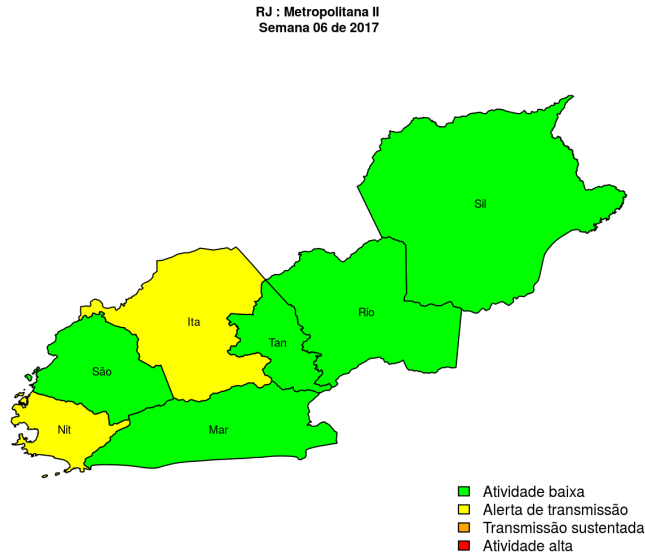 RJ : Metropolitana II
Semana 06 de 2017
Sil
Ita
Rio
Tan
São
Nit
Mar
Atividade baixa
Alerta de transmissão
Transmissão sustentada
Atividade alta